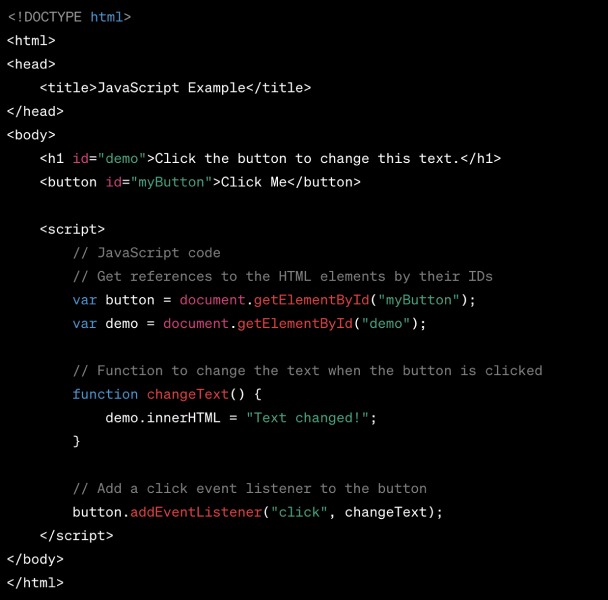 <!DOCTYPE html>
<html>
<head>
    <title>JavaScript Example</title>
</head>
<body>
    <h1 id="demo">Click the button to change this text.</h1>
    <button id="myButton">Click Me</button>

    <script>
        // JavaScript code
        // Get references to the HTML elements by their IDs
        var button = document.getElementById("myButton");
        var demo = document.getElementById("demo");

        // Function to change the text when the button is clicked
        function changeText() {
            demo.innerHTML = "Text changed!";
        }

        // Add a click event listener to the button
        button.addEventListener("click", changeText);
    </script>
</body>
</html>